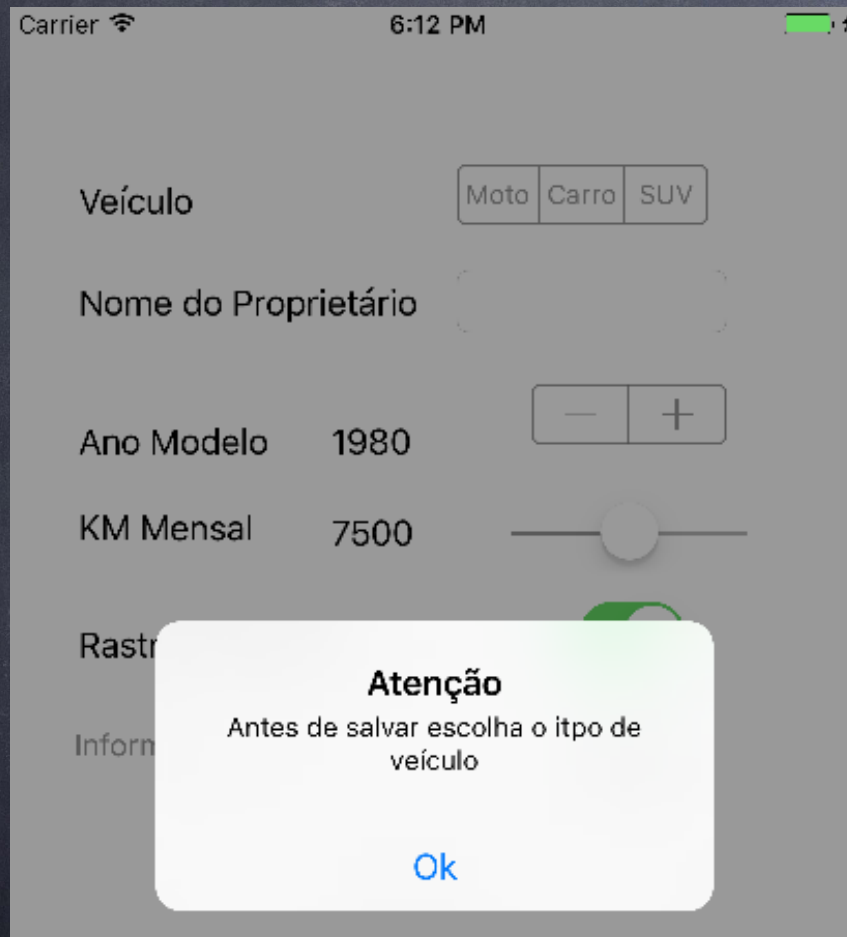 Carrier 6:12 PM
Veículo Moto Carro SUV
Nome do Proprietário
Ano Modelo 1980 − +
KM Mensal 7500
Rastr
Atenção
Antes de salvar escolha o itpo de
veículo
Inform
Ok